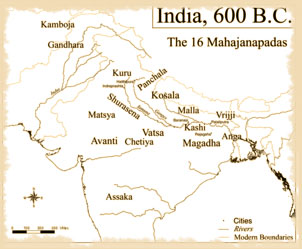 India, 600 B.C.
The 16 Mahajanapadas
Kamboja
Gandhara
Kuru
Panchala
Indus
Kosala
Shurasena
Malla
Vrijji
Matsya
Vatsa
Kashi
Anga
Avanti
Chetiya
Magadha
Assaka
Cities
Rivers
Modern Boundaries